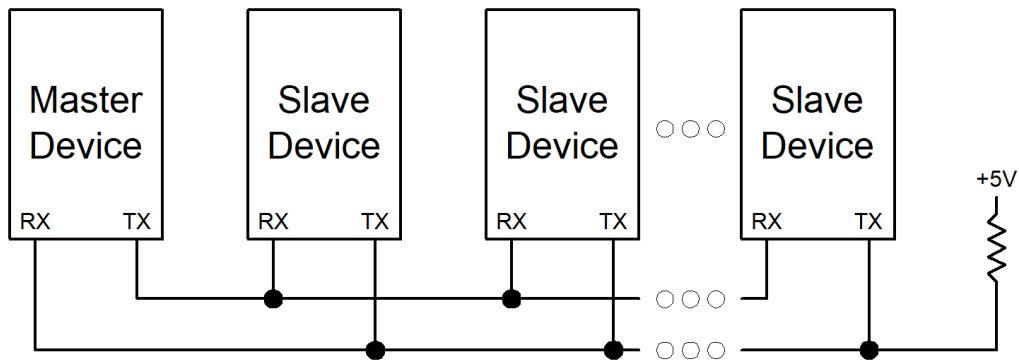 Master
Device
Slave
Device
Slave
Device
Slave
Device
RX TX
RX TX
RX TX
RX TX
+5V